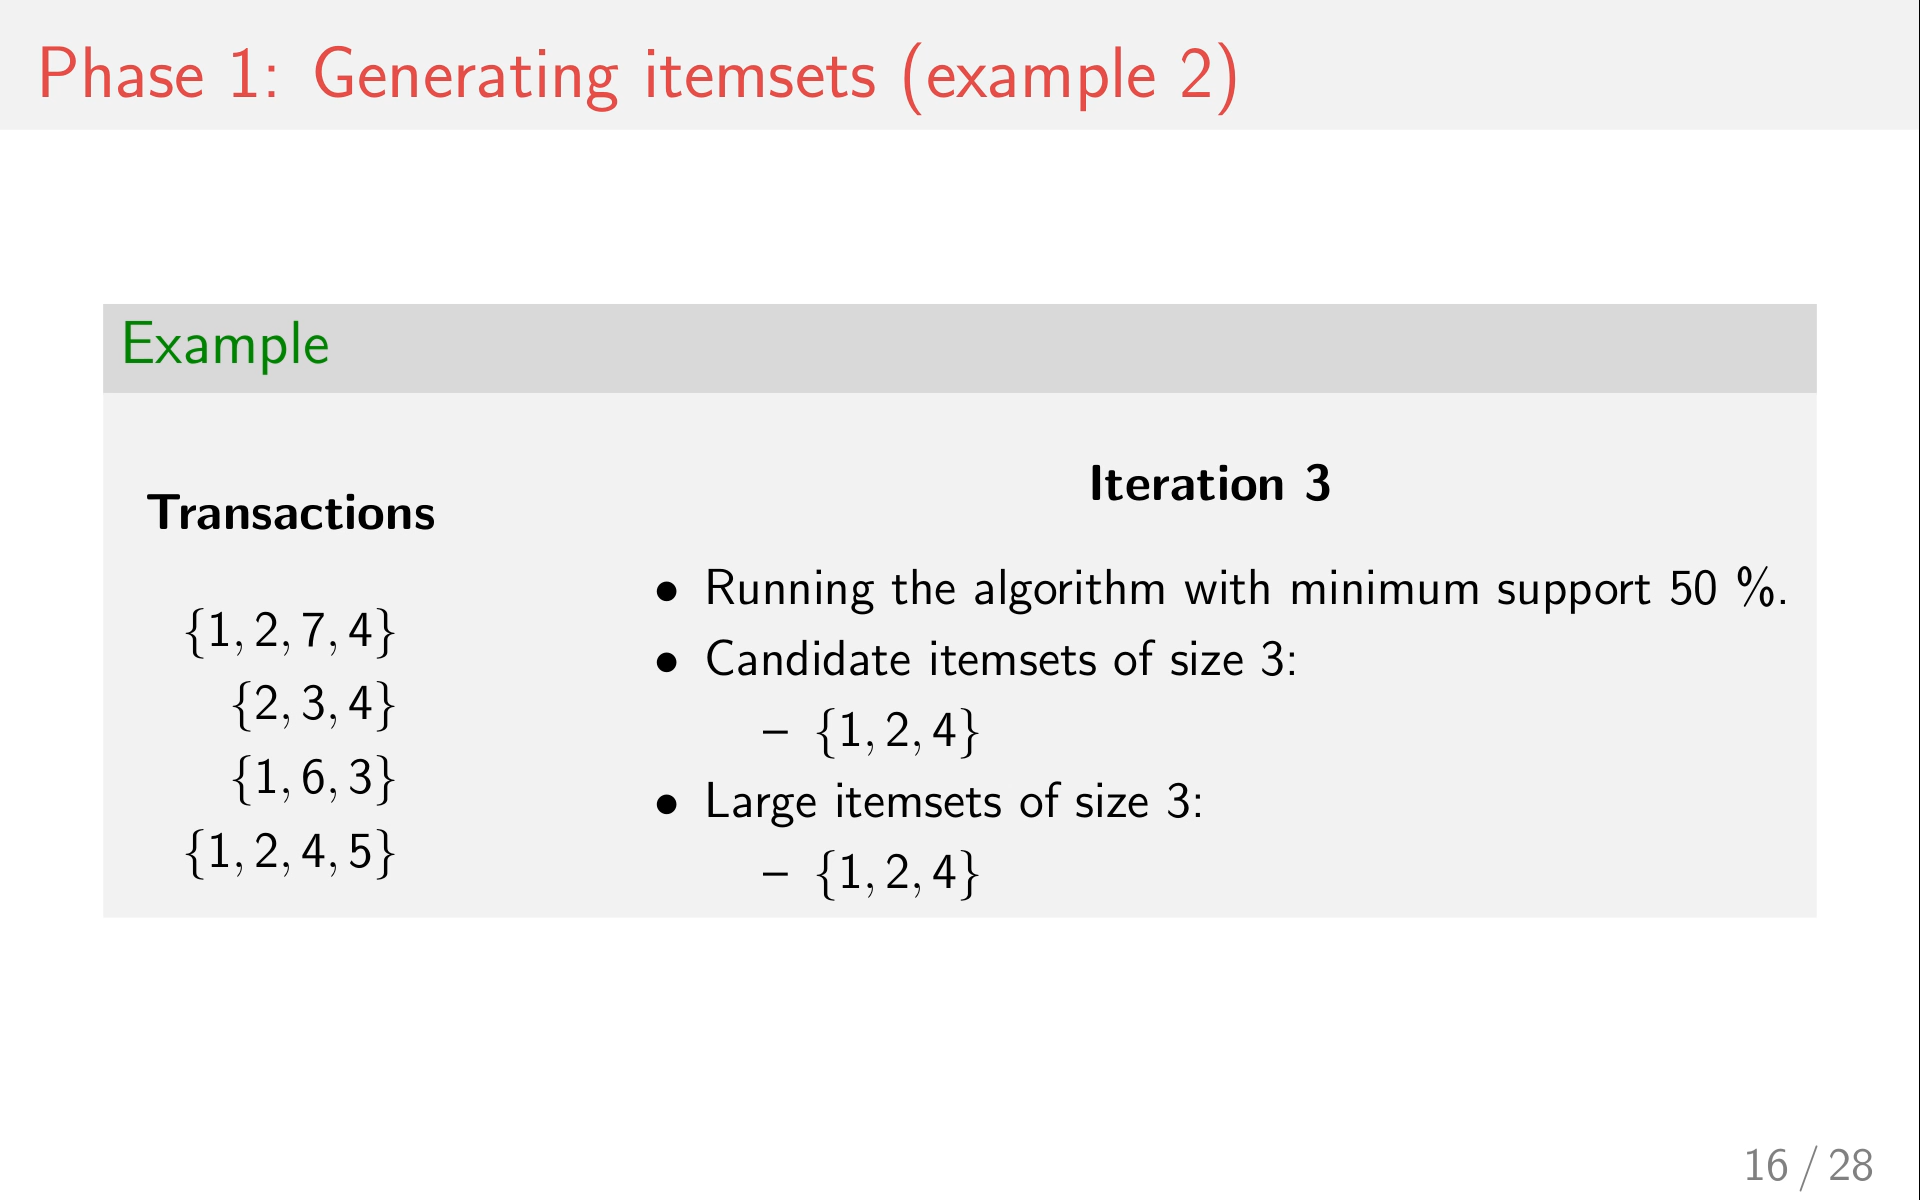 Phase 1: Generating itemsets (example 2)
Example
Transactions
{1, 2, 7, 4}
{2, 3, 4}
{1, 6, 3}
{1, 2, 4, 5}
Iteration 3
• Running the algorithm with minimum support 50 %.
• Candidate itemsets of size 3:
– {1, 2, 4}
• Large itemsets of size 3:
– {1, 2, 4}
16 / 28